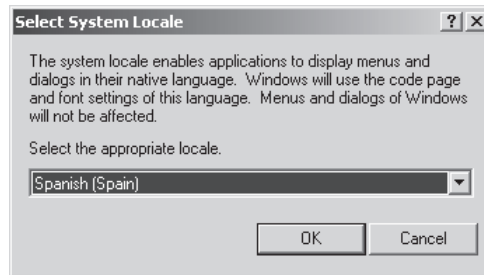 Select System Locale
The system locale enables applications to display menus and
dialogs in their native language. Windows will use the code page
and font settings of this language. Menus and dialogs of Windows
will not be affected.
Select the appropriate locale.
Spanish (Spain)
OK Cancel